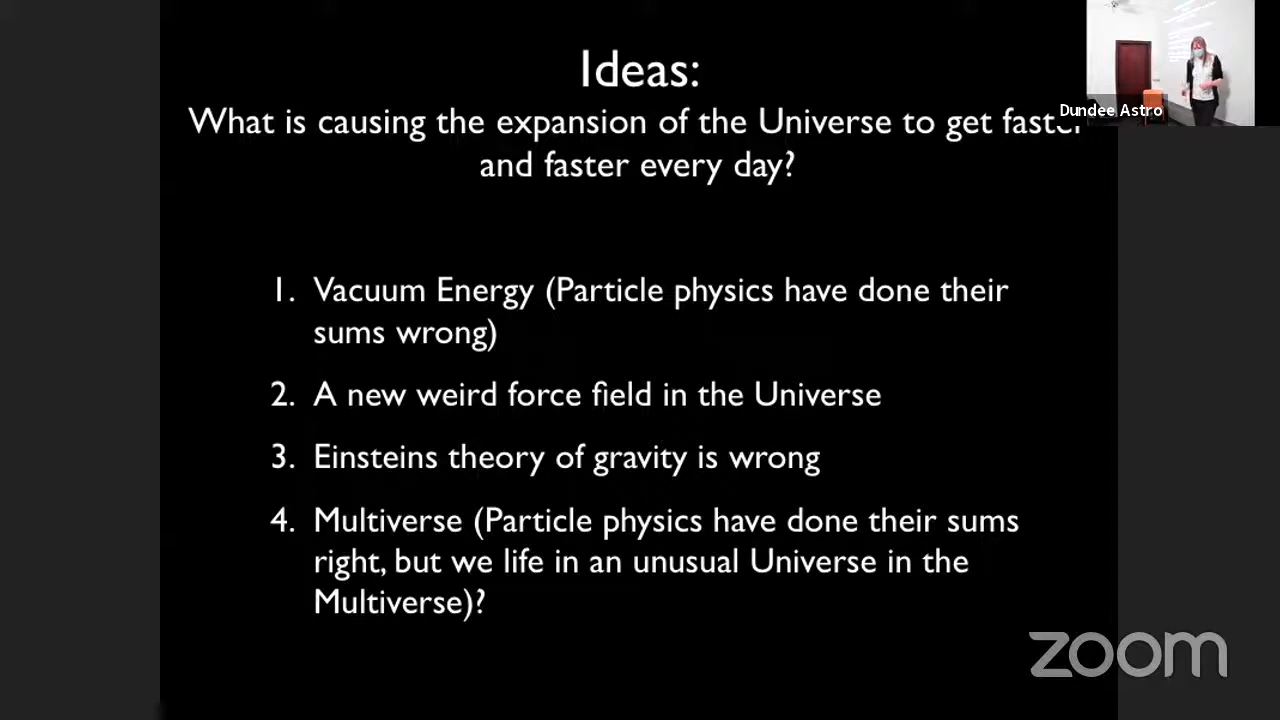 Ideas:
What is causing the expansion of the Universe to get faster
and faster every day?
Dundee Astro
1. Vacuum Energy (Particle physics have done their
sums wrong)
2. A new weird force field in the Universe
3. Einsteins theory of gravity is wrong
4. Multiverse (Particle physics have done their sums
right, but we life in an unusual Universe in the
Multiverse)?
zoom